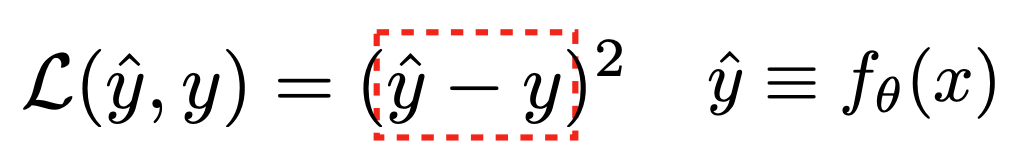 ℒ(ŷ, y) = (ŷ − y)² ŷ ≡ f_θ(x)